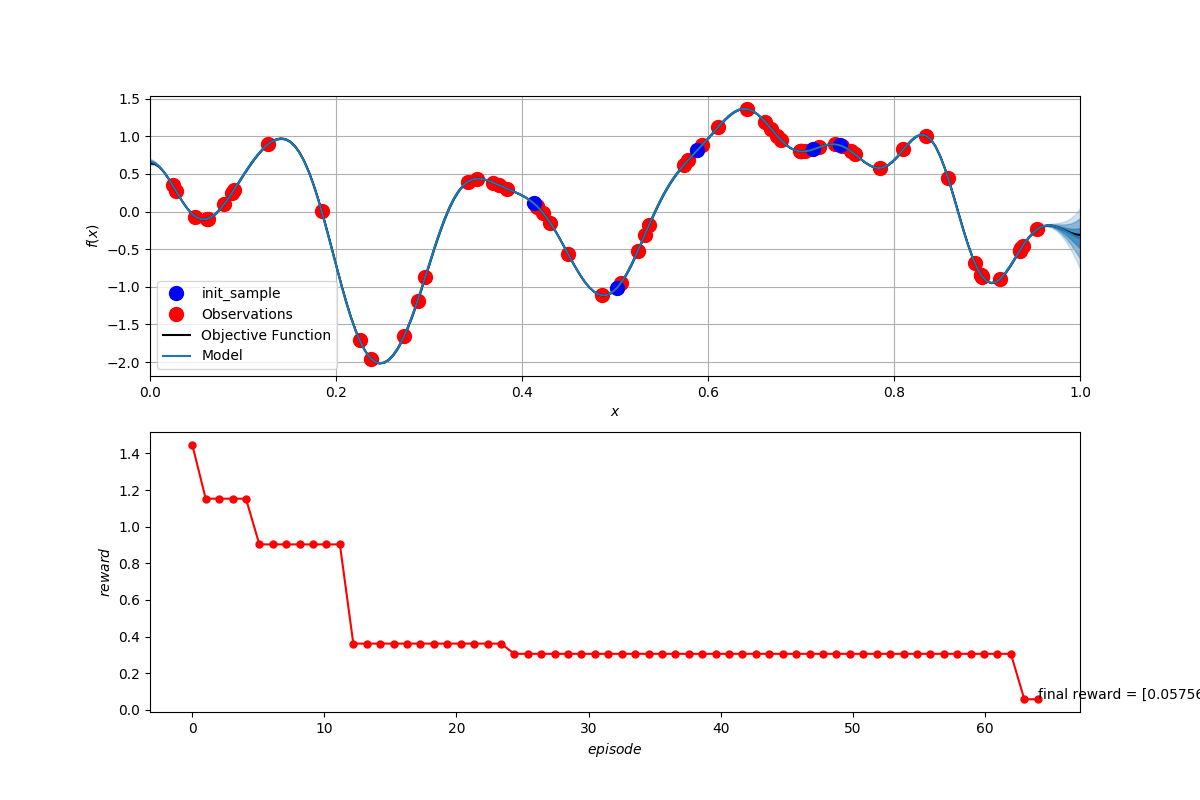 1.5
1.0
0.5
0.0
−0.5
−1.0
−1.5
−2.0
f(x)
init_sample
Observations
Objective Function
Model
0.0 0.2 0.4 0.6 0.8 1.0
x
1.4
1.2
1.0
0.8
0.6
0.4
0.2
0.0
reward
final reward = [0.05756
0 10 20 30 40 50 60
episode